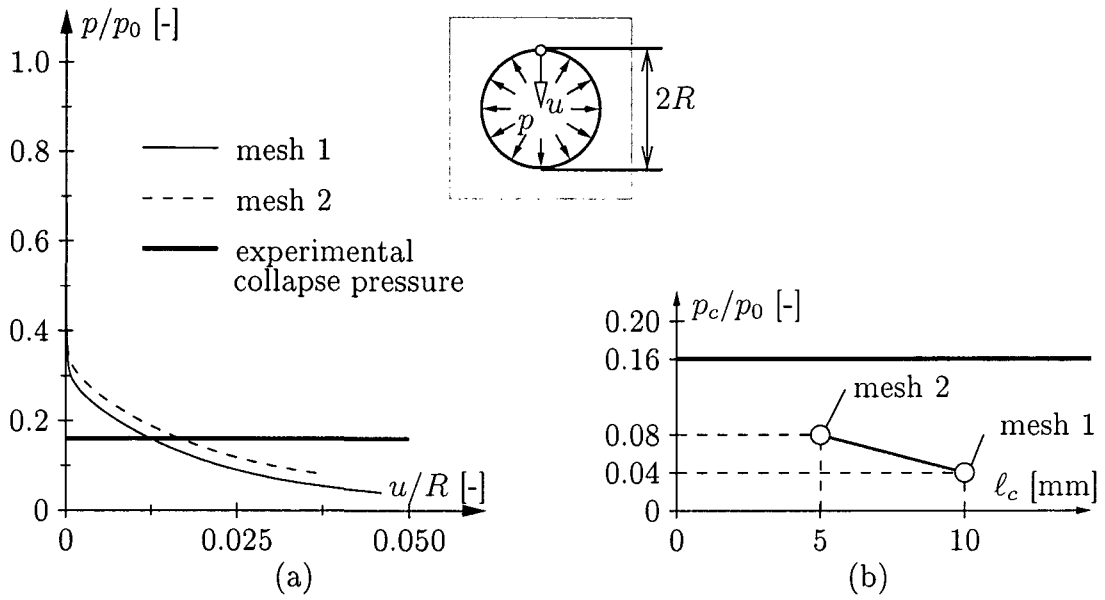 p/p₀ [-]
1.0
0.8
0.6
0.4
0.2
0
0
0.025
0.050
u/R [-]
mesh 1
mesh 2
experimental
collapse pressure
(a)
u
p
2R
p_c/p₀ [-]
0.20
0.16
0.08
0.04
0
0
5
10
mesh 2
mesh 1
ℓ_c [mm]
(b)